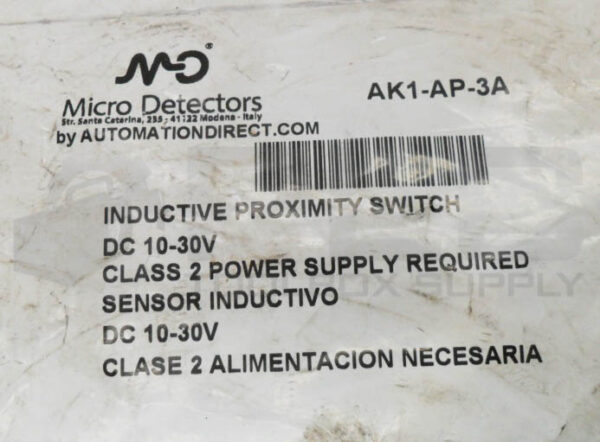 MD®
Micro Detectors
Str. Santa Caterina, 235 - 41122 Modena - Italy
by AUTOMATIONDIRECT.COM
AK1-AP-3A
INDUCTIVE PROXIMITY SWITCH
DC 10-30V
CLASS 2 POWER SUPPLY REQUIRED
SENSOR INDUCTIVO
DC 10-30V
CLASE 2 ALIMENTACION NECESARIA